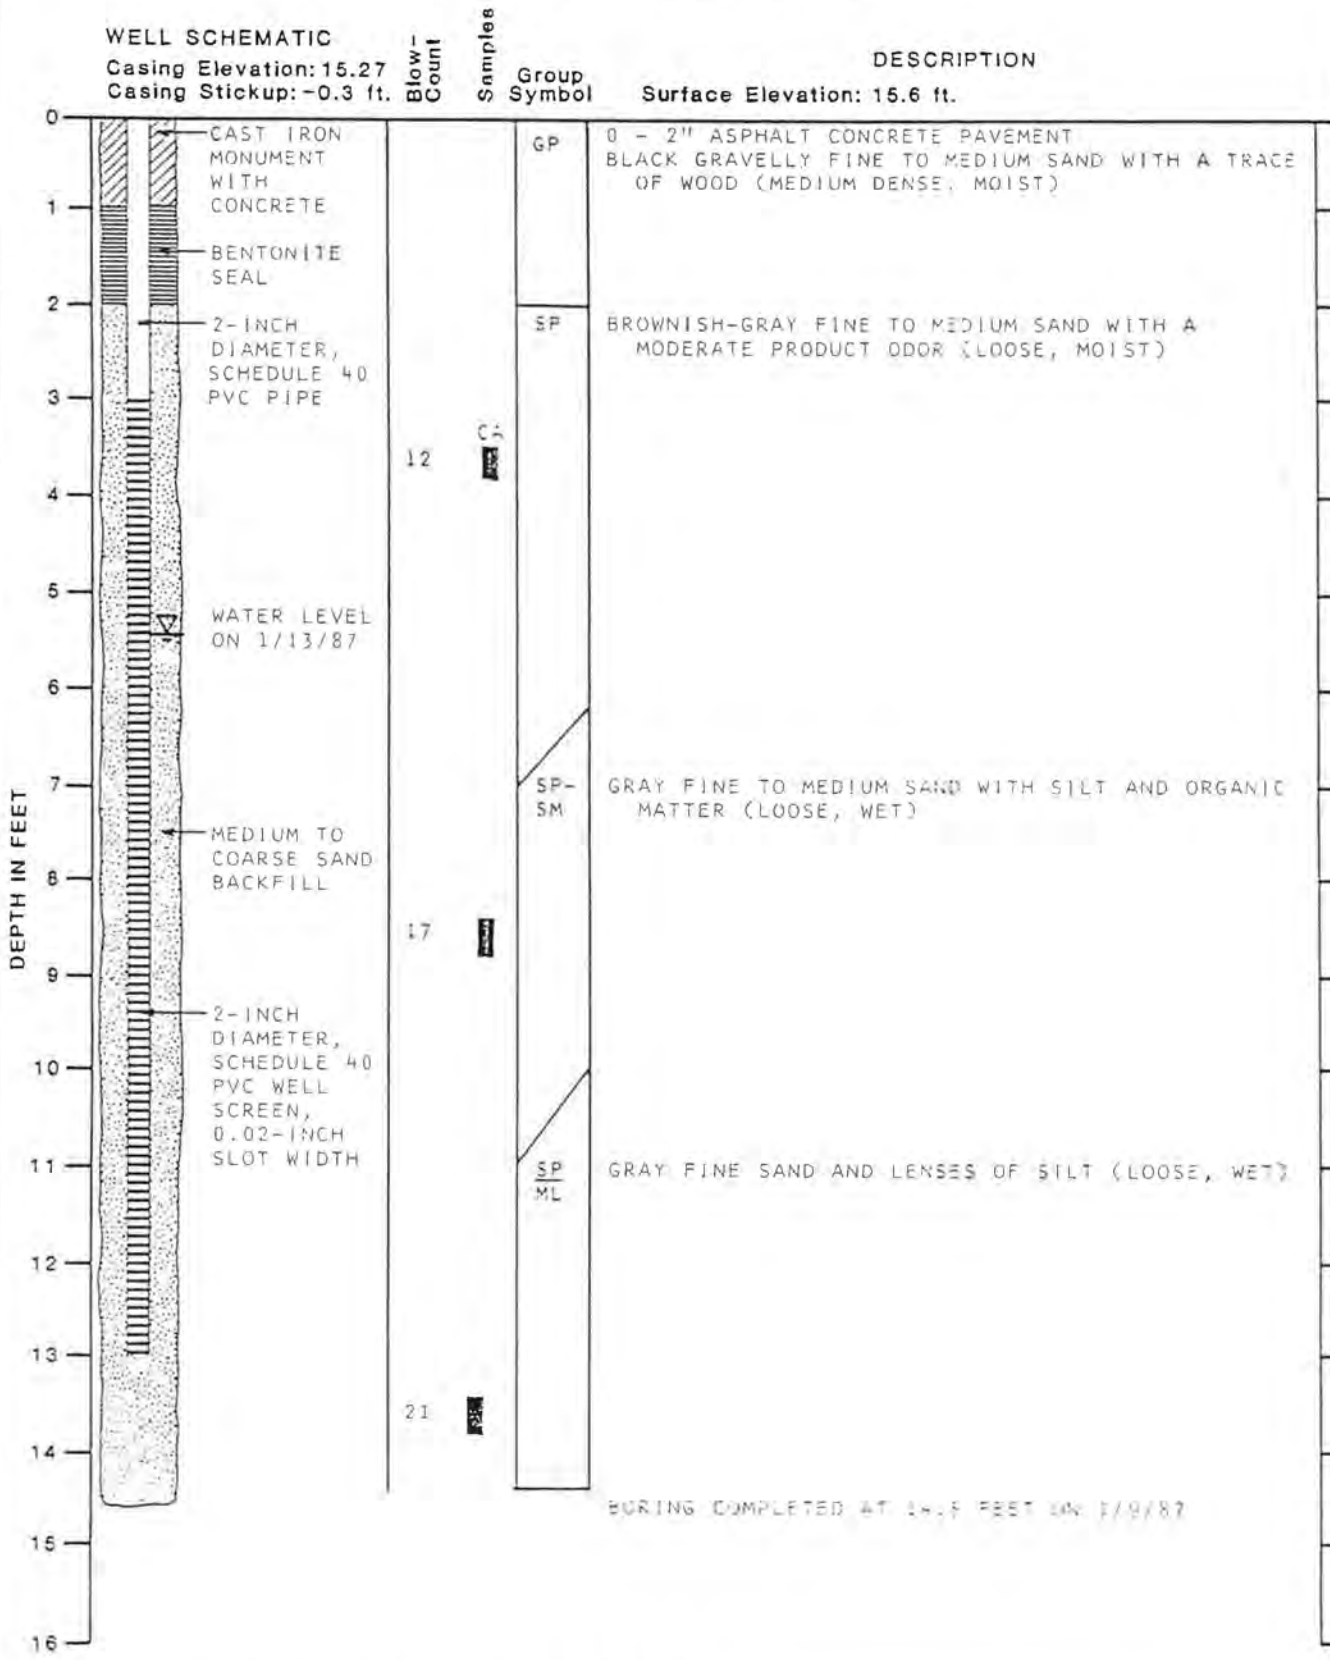 WELL SCHEMATIC
Casing Elevation: 15.27
Casing Stickup: -0.3 ft.
Blow-
Count
Samples
Group
Symbol
DESCRIPTION
Surface Elevation: 15.6 ft.
DEPTH IN FEET
0
1
2
3
4
5
6
7
8
9
10
11
12
13
14
15
16
CAST IRON
MONUMENT
WITH
CONCRETE
BENTONITE
SEAL
2-INCH
DIAMETER,
SCHEDULE 40
PVC PIPE
WATER LEVEL
ON 1/13/87
MEDIUM TO
COARSE SAND
BACKFILL
2-INCH
DIAMETER,
SCHEDULE 40
PVC WELL
SCREEN,
0.02-INCH
SLOT WIDTH
12
17
21
GP
0 - 2" ASPHALT CONCRETE PAVEMENT
BLACK GRAVELLY FINE TO MEDIUM SAND WITH A TRACE
OF WOOD (MEDIUM DENSE, MOIST)
SP
BROWNISH-GRAY FINE TO MEDIUM SAND WITH A
MODERATE PRODUCT ODOR (LOOSE, MOIST)
SP-
SM
GRAY FINE TO MEDIUM SAND WITH SILT AND ORGANIC
MATTER (LOOSE, WET)
SP
ML
GRAY FINE SAND AND LENSES OF SILT (LOOSE, WET)
BORING COMPLETED AT FEET ON 1/9/87